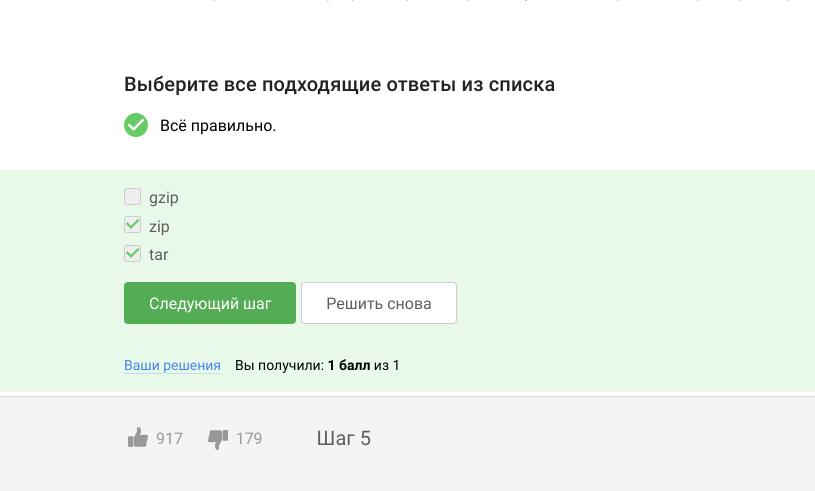 Выберите все подходящие ответы из списка
Всё правильно.
gzip
zip
tar
Следующий шаг Решить снова
Ваши решения Вы получили: 1 балл из 1
917 179 Шаг 5